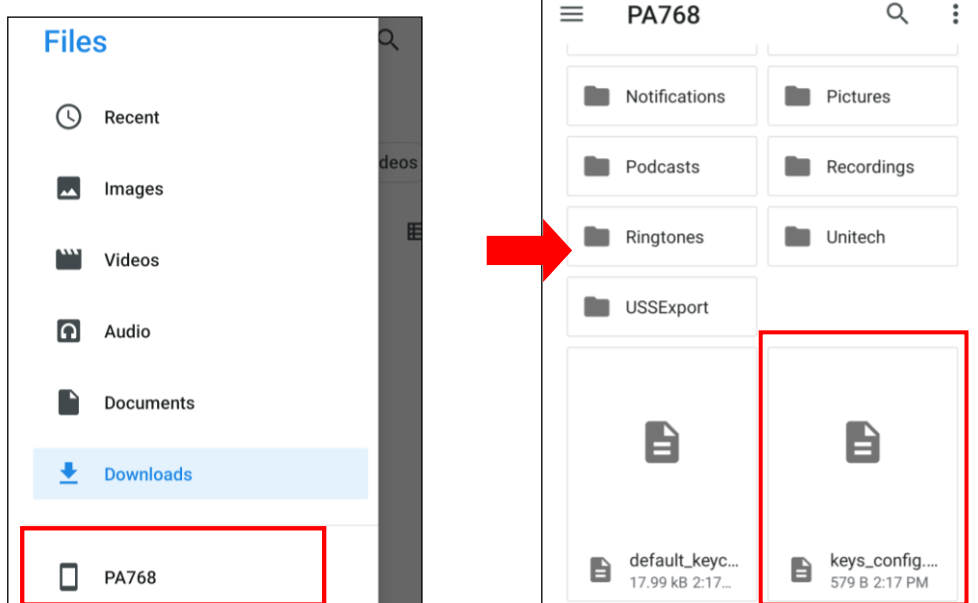 Files
Recent
deos
Images
Videos
Audio
Documents
Downloads
PA768
PA768
Notifications
Pictures
Podcasts
Recordings
Ringtones
Unitech
USSExport
default_keyc...
17.99 kB 2:17...
keys_config....
579 B 2:17 PM